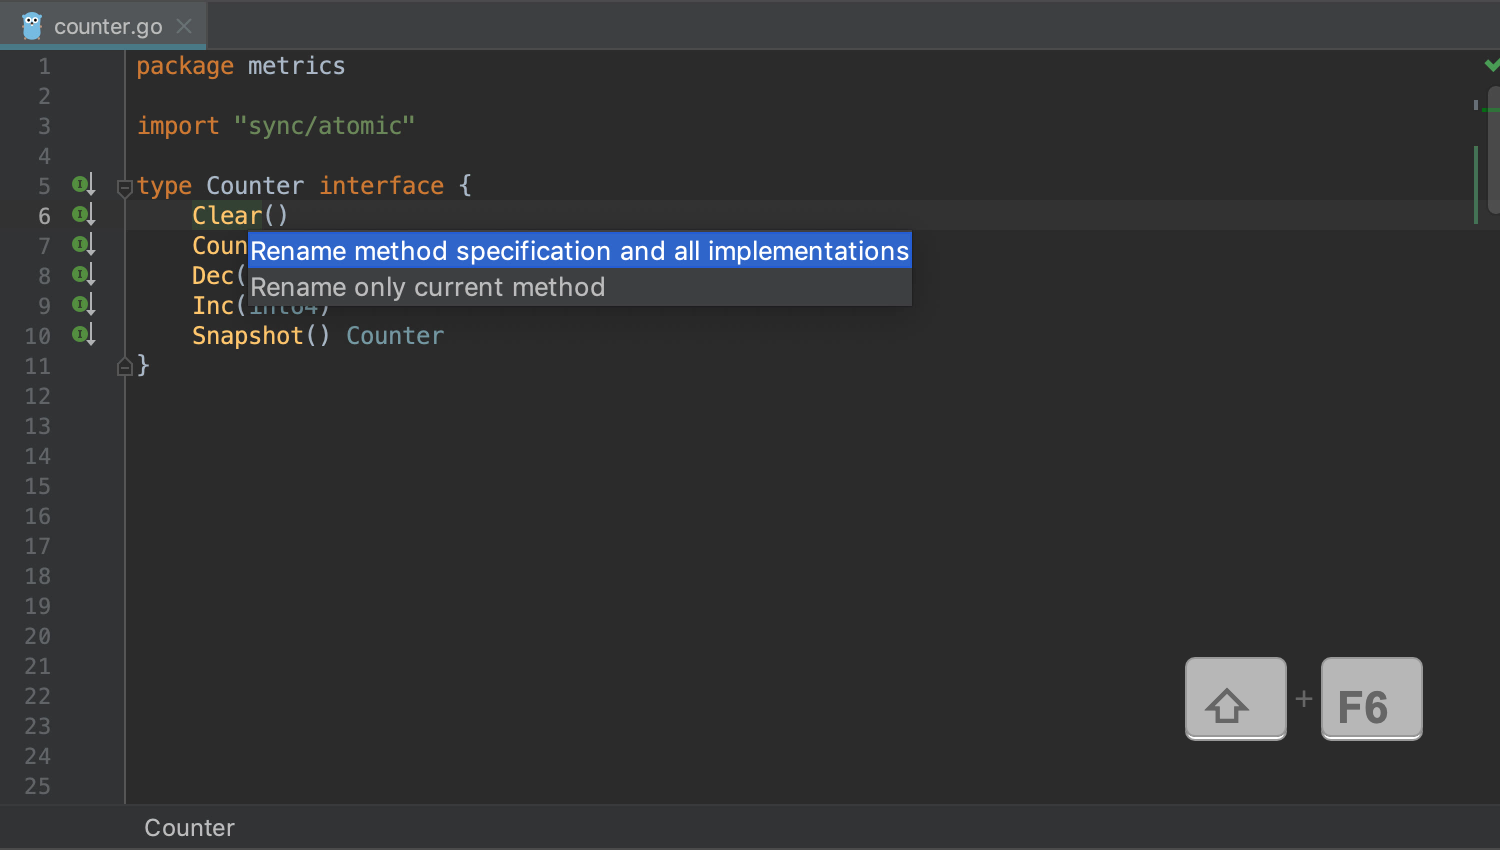 counter.go
1 package metrics
2
3 import "sync/atomic"
4
5 type Counter interface {
6 Clear()
7 Coun
Rename method specification and all implementations
8 Dec(
Rename only current method
9 Inc(int64)
10 Snapshot() Counter
11 }
12
13
14
15
16
17
18
19
20
21
22
23
24
25
+ F6
Counter